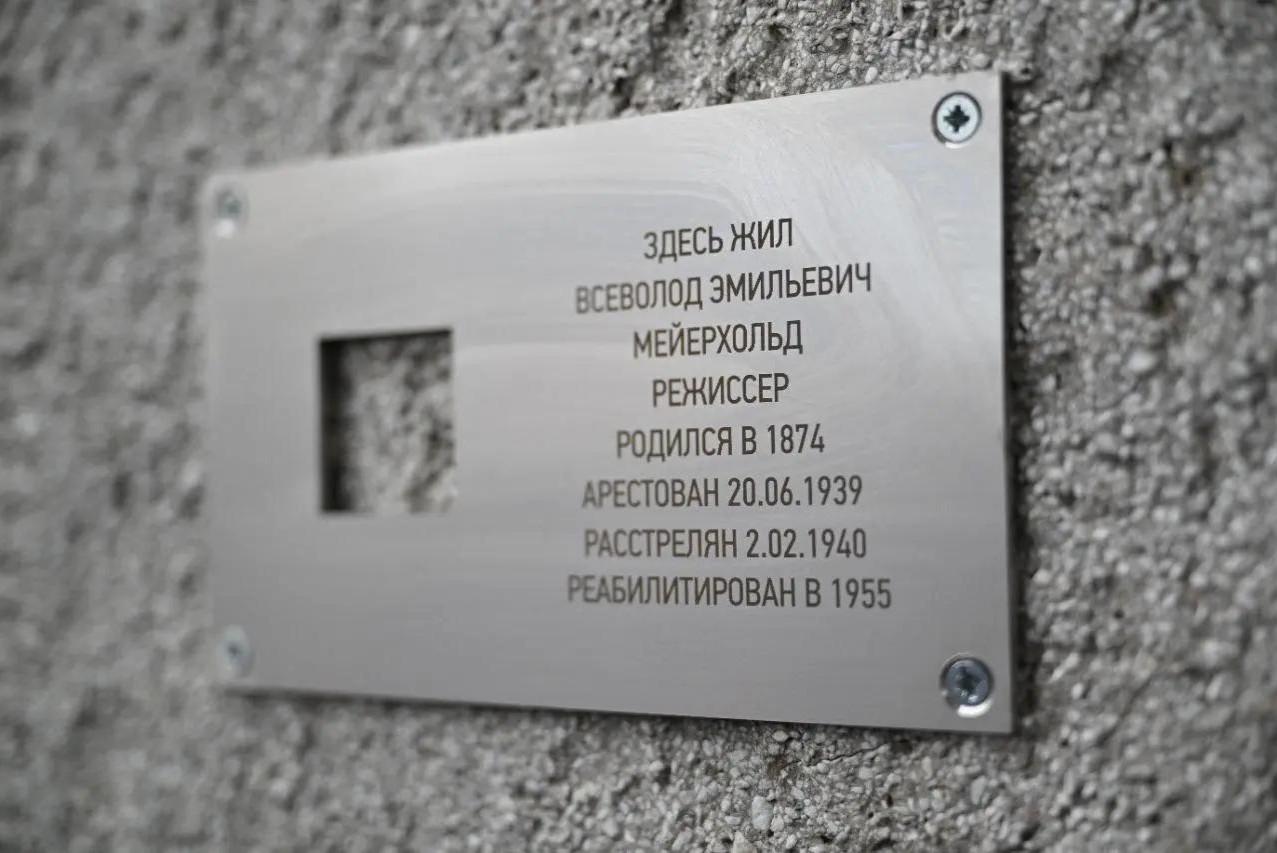 ЗДЕСЬ ЖИЛ
ВСЕВОЛОД ЭМИЛЬЕВИЧ
МЕЙЕРХОЛЬД
РЕЖИССЕР
РОДИЛСЯ В 1874
АРЕСТОВАН 20.06.1939
РАССТРЕЛЯН 2.02.1940
РЕАБИЛИТИРОВАН В 1955